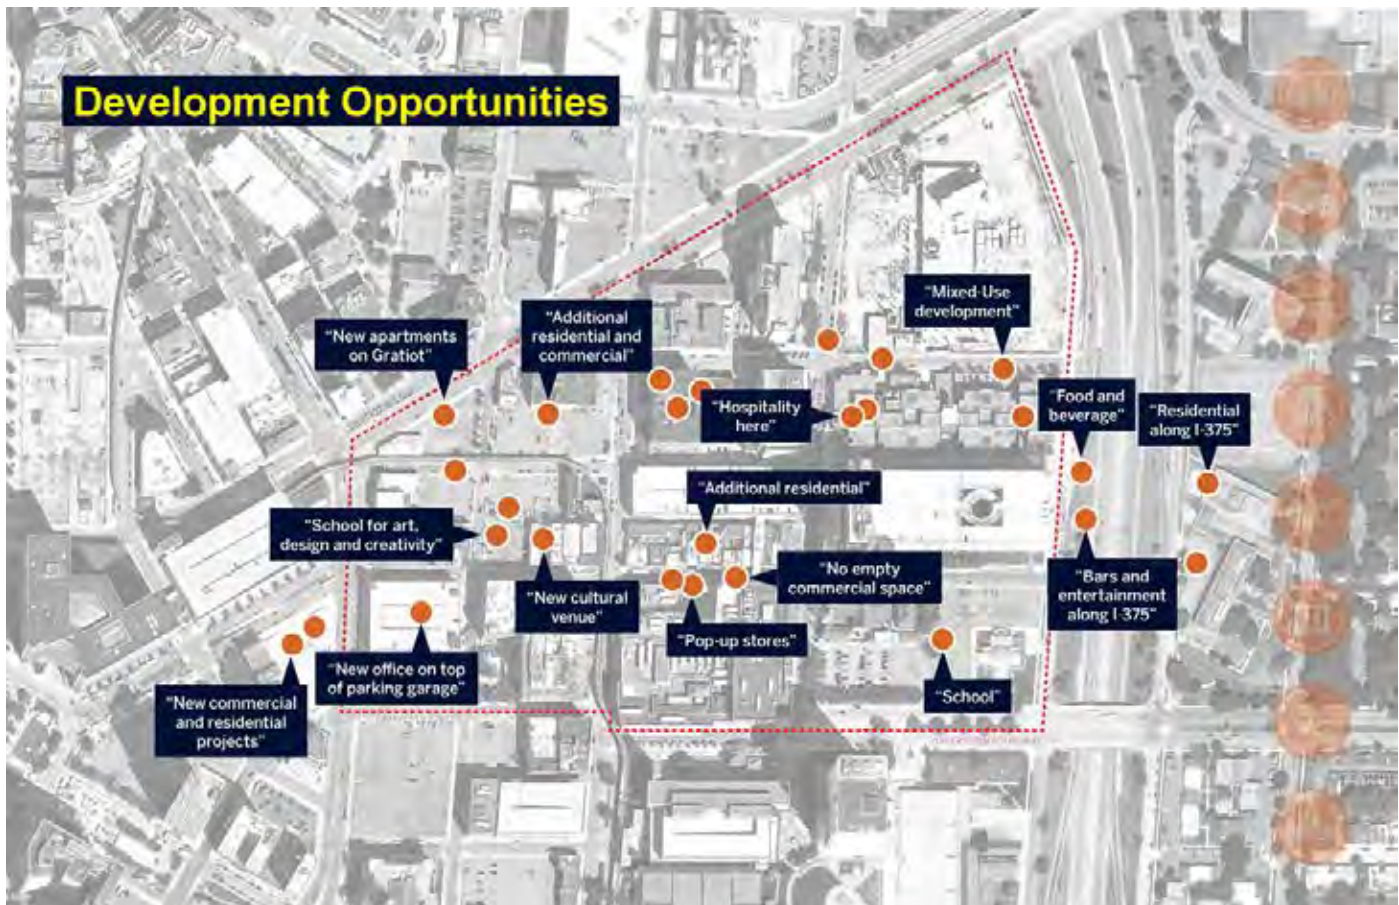 Development Opportunities
"Mixed-Use
development"
"Additional
residential and
commercial"
"New apartments
on Gratiot"
"Food and
beverage"
"Residential
along I-375"
"Hospitality
here"
"Additional residential"
"School for art,
design and creativity"
"No empty
commercial space"
"Bars and
entertainment
along I-375"
"New cultural
venue"
"Pop-up stores"
"New office on top
of parking garage"
"School"
"New commercial
and residential
projects"